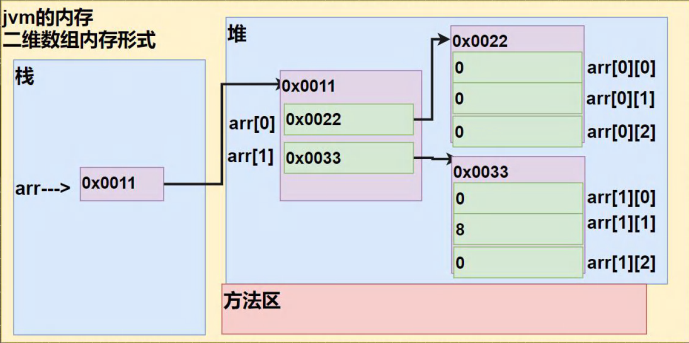 jvm的内存
二维数组内存形式
栈
arr---> 0x0011
堆
0x0011
arr[0] 0x0022
arr[1] 0x0033
0x0022
0 arr[0][0]
0 arr[0][1]
0 arr[0][2]
0x0033
0 arr[1][0]
8 arr[1][1]
0 arr[1][2]
方法区